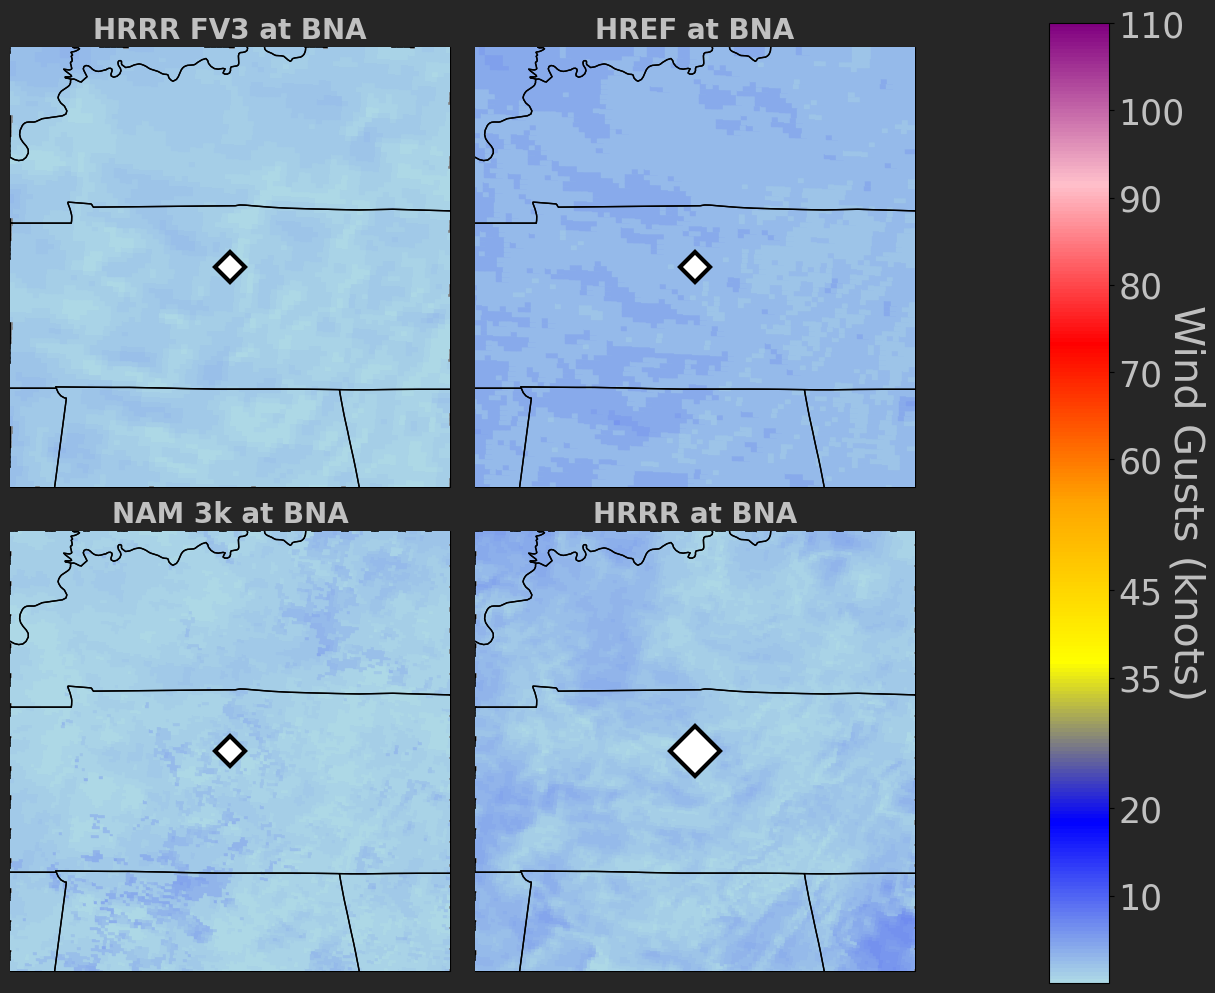 HRRR FV3 at BNA
HREF at BNA
NAM 3k at BNA
HRRR at BNA
110
100
90
80
70
60
45
35
20
10
Wind Gusts (knots)